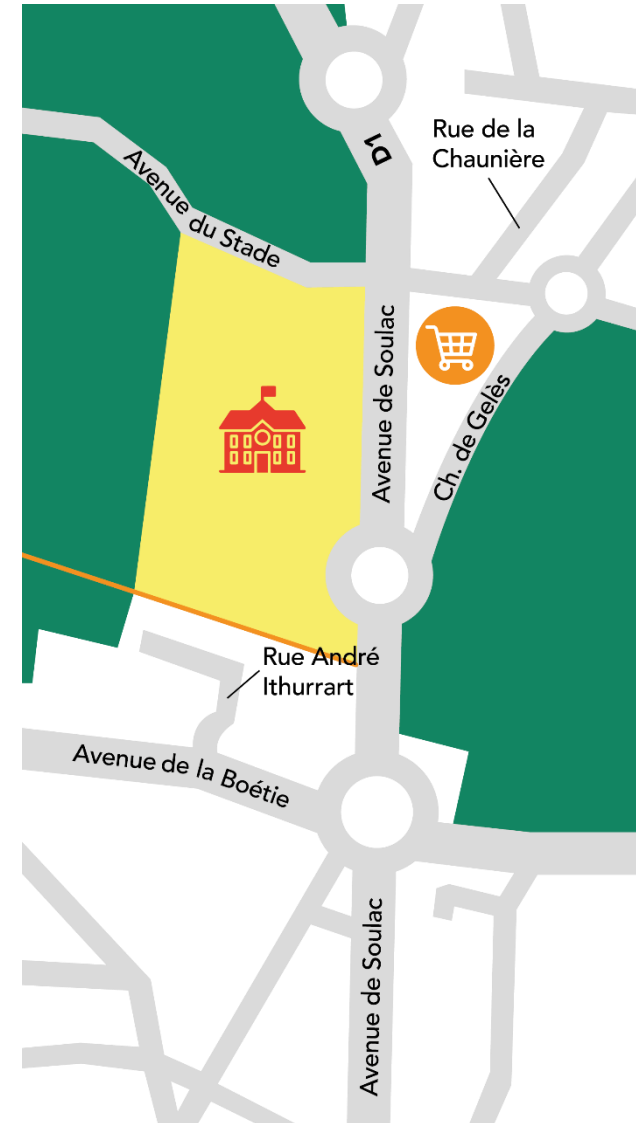 D1
Rue de la
Chaunière
Avenue du Stade
Avenue de Soulac
Ch. de Gelès
Rue André
Ithurrart
Avenue de la Boétie
Avenue de Soulac